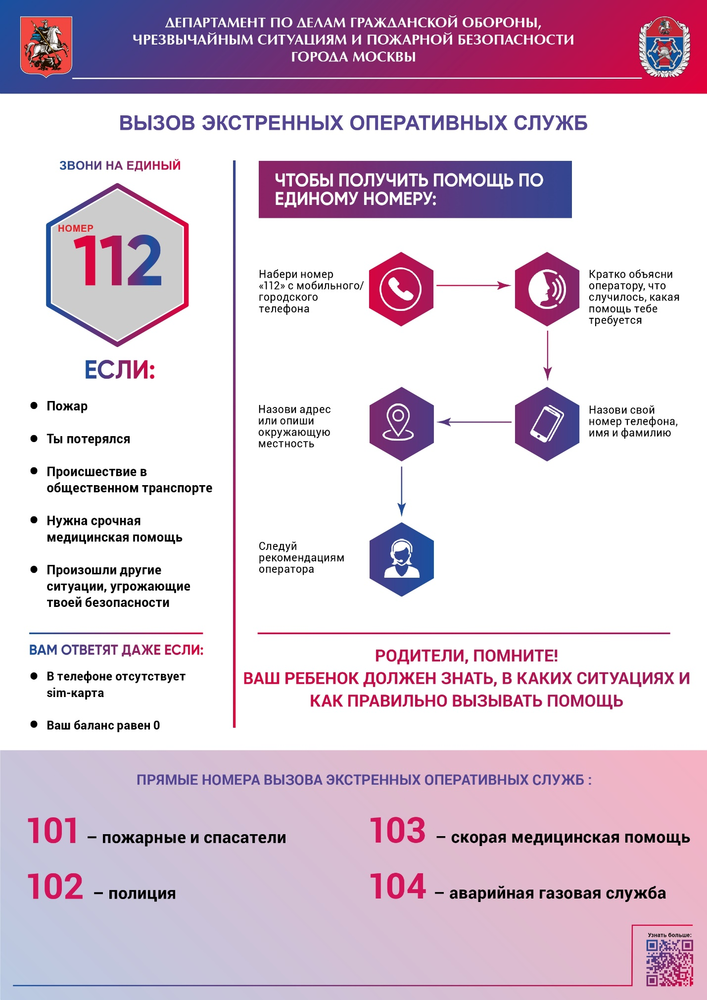 ДЕПАРТАМЕНТ ПО ДЕЛАМ ГРАЖДАНСКОЙ ОБОРОНЫ,
ЧРЕЗВЫЧАЙНЫМ СИТУАЦИЯМ И ПОЖАРНОЙ БЕЗОПАСНОСТИ
ГОРОДА МОСКВЫ
ВЫЗОВ ЭКСТРЕННЫХ ОПЕРАТИВНЫХ СЛУЖБ
ЗВОНИ НА ЕДИНЫЙ
НОМЕР
112
ЕСЛИ:
● Пожар
● Ты потерялся
● Происшествие в
общественном транспорте
● Нужна срочная
медицинская помощь
● Произошли другие
ситуации, угрожающие
твоей безопасности
ВАМ ОТВЕТЯТ ДАЖЕ ЕСЛИ:
● В телефоне отсутствует
sim-карта
● Ваш баланс равен 0
ЧТОБЫ ПОЛУЧИТЬ ПОМОЩЬ ПО
ЕДИНОМУ НОМЕРУ:
Набери номер
«112» с мобильного/
городского
телефона
Кратко объясни
оператору, что
случилось, какая
помощь тебе
требуется
Назови свой
номер телефона,
имя и фамилию
Назови адрес
или опиши
окружающую
местность
Следуй
рекомендациям
оператора
РОДИТЕЛИ, ПОМНИТЕ!
ВАШ РЕБЕНОК ДОЛЖЕН ЗНАТЬ, В КАКИХ СИТУАЦИЯХ И
КАК ПРАВИЛЬНО ВЫЗЫВАТЬ ПОМОЩЬ
ПРЯМЫЕ НОМЕРА ВЫЗОВА ЭКСТРЕННЫХ ОПЕРАТИВНЫХ СЛУЖБ :
101 – пожарные и спасатели
102 – полиция
103 – скорая медицинская помощь
104 – аварийная газовая служба
Узнать больше: